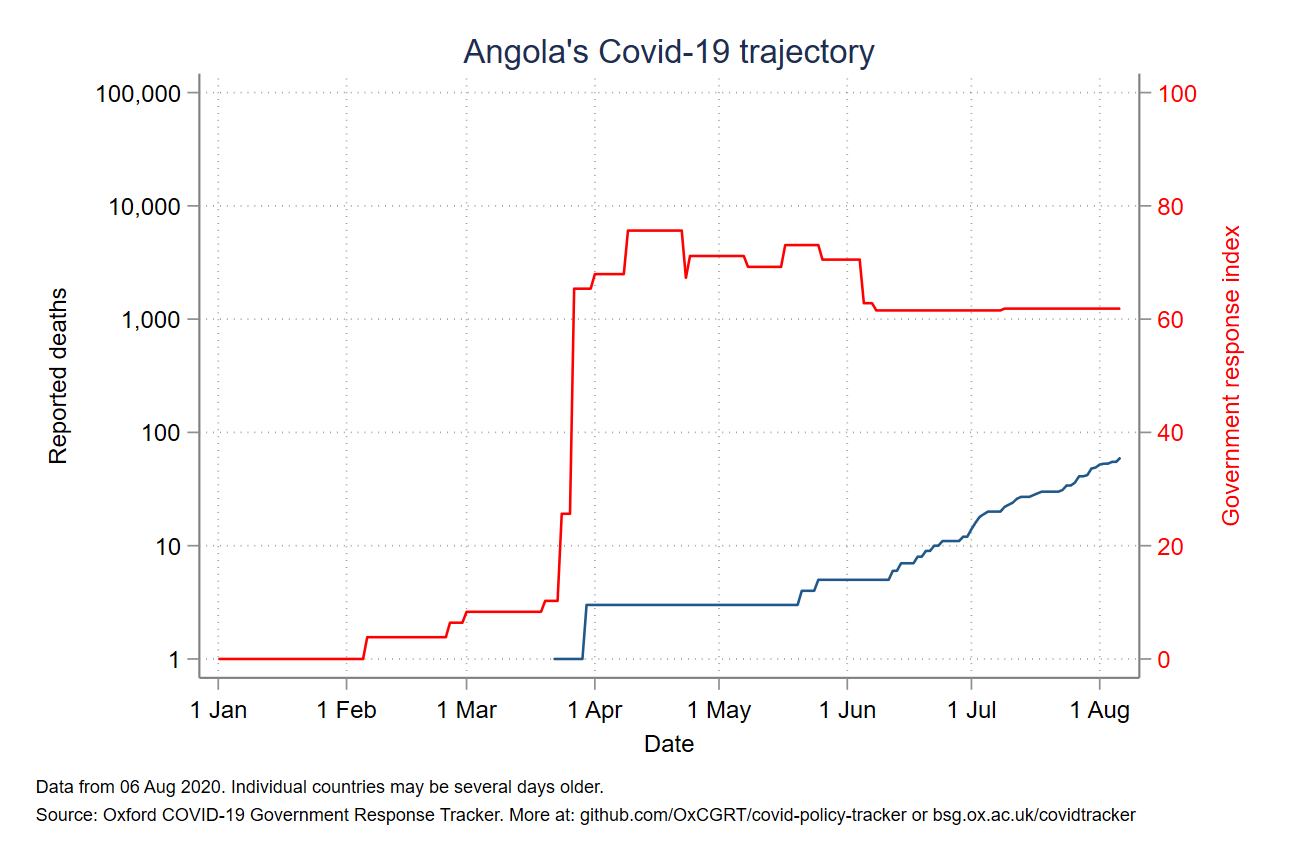 Angola's Covid-19 trajectory
100,000
10,000
1,000
100
10
1
Reported deaths
100
80
60
40
20
0
Government response index
1 Jan 1 Feb 1 Mar 1 Apr 1 May 1 Jun 1 Jul 1 Aug
Date
Data from 06 Aug 2020. Individual countries may be several days older.
Source: Oxford COVID-19 Government Response Tracker. More at: github.com/OxCGRT/covid-policy-tracker or bsg.ox.ac.uk/covidtracker